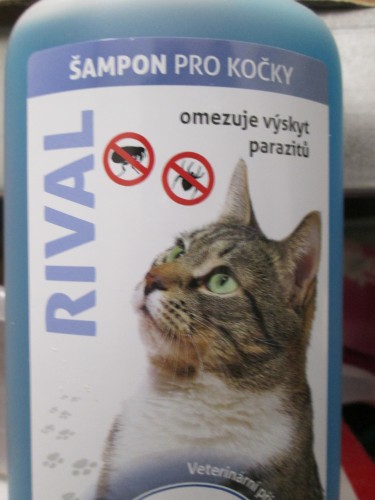 ŠAMPON PRO KOČKY
omezuje výskyt
parazitů
RIVAL
Veterinární